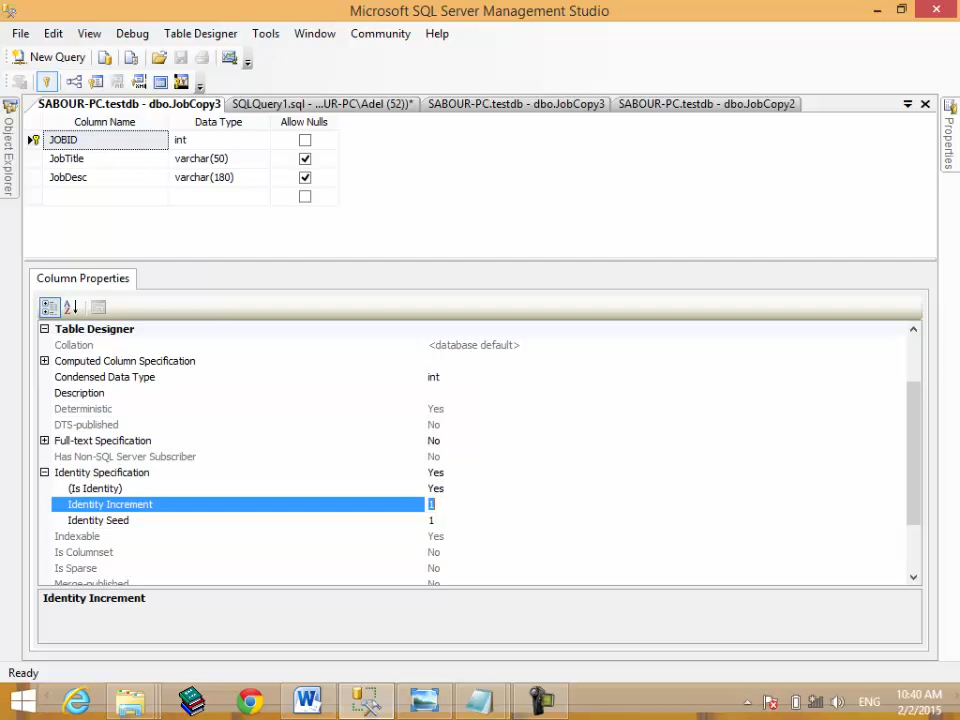 Microsoft SQL Server Management Studio
File Edit View Debug Table Designer Tools Window Community Help
New Query
SABOUR-PC.testdb - dbo.JobCopy3 SQLQuery1.sql - ...UR-PC\Adel (52))* SABOUR-PC.testdb - dbo.JobCopy3 SABOUR-PC.testdb - dbo.JobCopy2
Object Explorer
Properties
Column Name Data Type Allow Nulls
JOBID int
JobTitle varchar(50)
JobDesc varchar(180)
Column Properties
Table Designer
Collation <database default>
Computed Column Specification
Condensed Data Type int
Description
Deterministic Yes
DTS-published No
Full-text Specification No
Has Non-SQL Server Subscriber No
Identity Specification Yes
(Is Identity) Yes
Identity Increment 1
Identity Seed 1
Indexable Yes
Is Columnset No
Is Sparse No
Merge-published No
Identity Increment
Ready
ENG
10:40 AM
2/2/2015